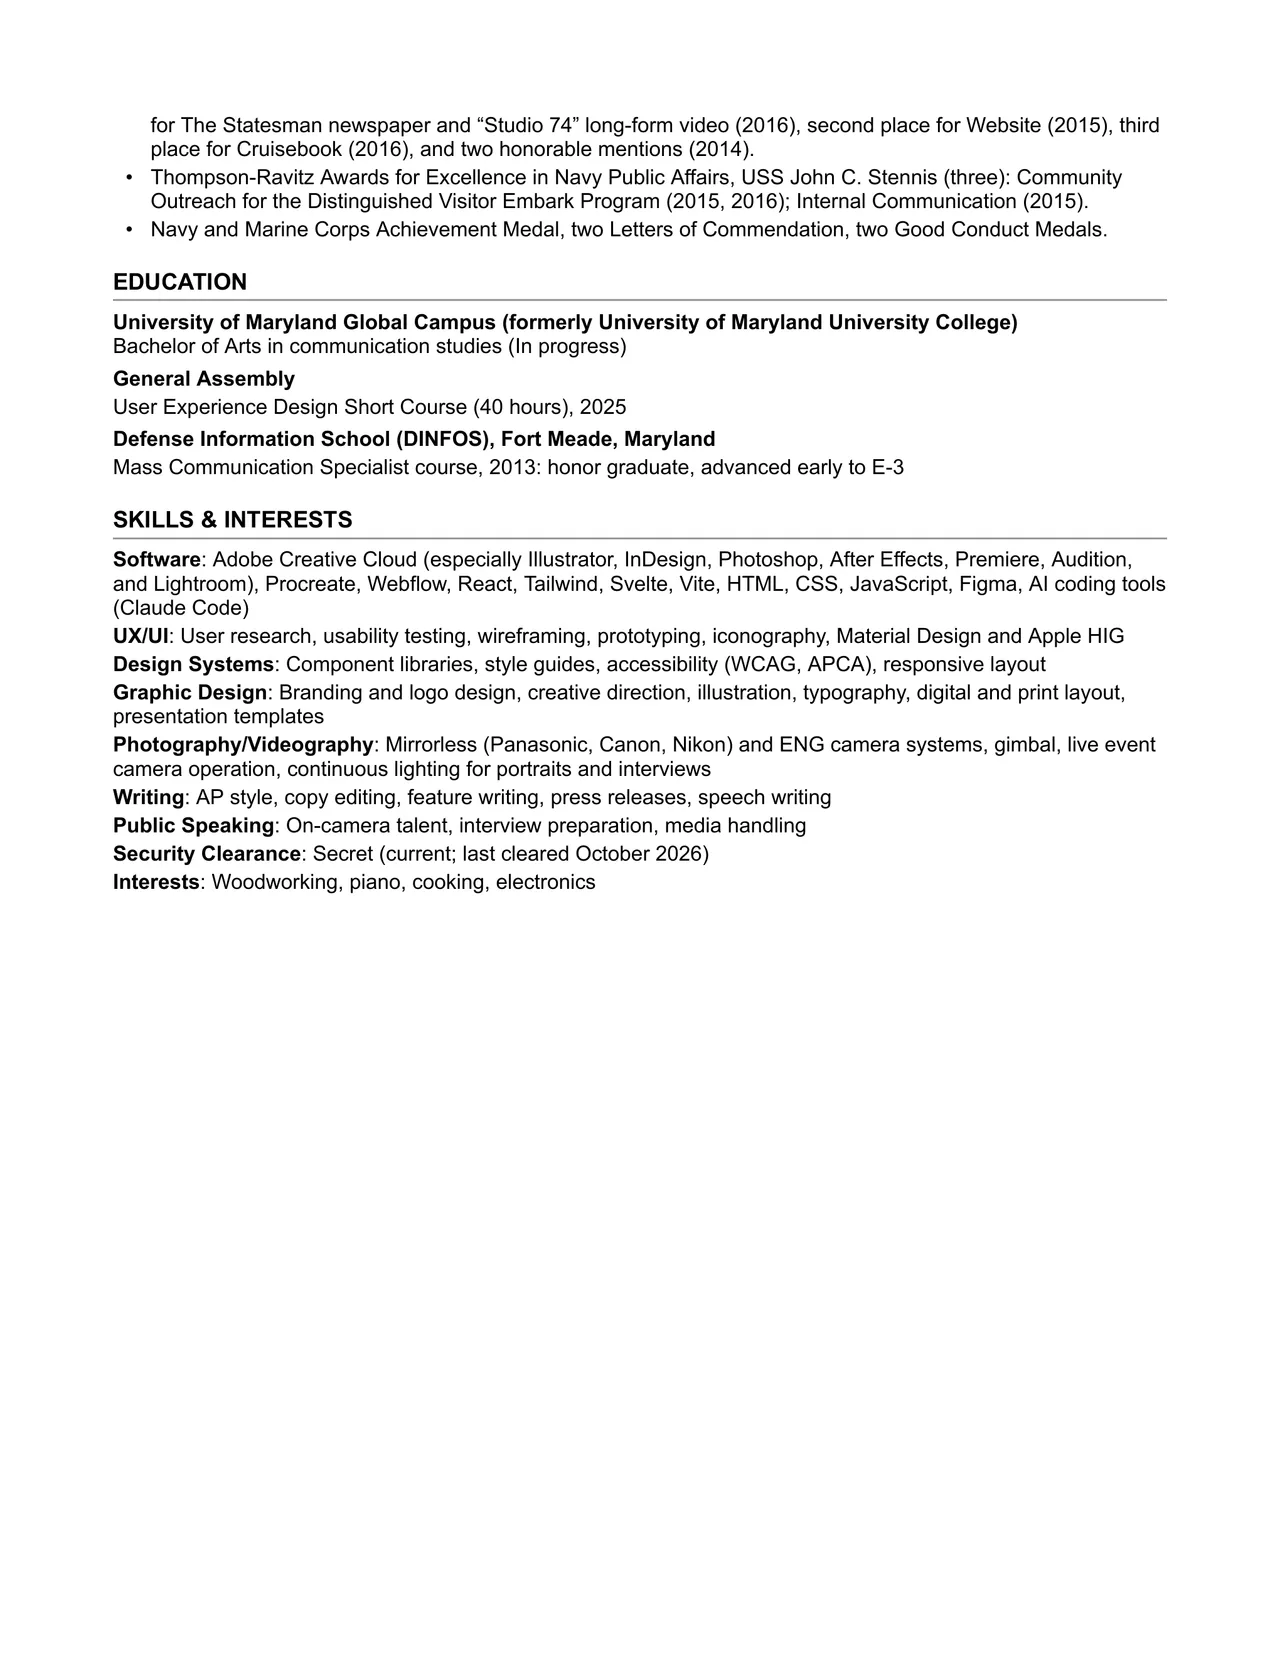 for The Statesman newspaper and “Studio 74” long-form video (2016), second place for Website (2015), third
place for Cruisebook (2016), and two honorable mentions (2014).
• Thompson-Ravitz Awards for Excellence in Navy Public Affairs, USS John C. Stennis (three): Community
Outreach for the Distinguished Visitor Embark Program (2015, 2016); Internal Communication (2015).
• Navy and Marine Corps Achievement Medal, two Letters of Commendation, two Good Conduct Medals.
EDUCATION
University of Maryland Global Campus (formerly University of Maryland University College)
Bachelor of Arts in communication studies (In progress)
General Assembly
User Experience Design Short Course (40 hours), 2025
Defense Information School (DINFOS), Fort Meade, Maryland
Mass Communication Specialist course, 2013: honor graduate, advanced early to E-3
SKILLS & INTERESTS
Software: Adobe Creative Cloud (especially Illustrator, InDesign, Photoshop, After Effects, Premiere, Audition,
and Lightroom), Procreate, Webflow, React, Tailwind, Svelte, Vite, HTML, CSS, JavaScript, Figma, AI coding tools
(Claude Code)
UX/UI: User research, usability testing, wireframing, prototyping, iconography, Material Design and Apple HIG
Design Systems: Component libraries, style guides, accessibility (WCAG, APCA), responsive layout
Graphic Design: Branding and logo design, creative direction, illustration, typography, digital and print layout,
presentation templates
Photography/Videography: Mirrorless (Panasonic, Canon, Nikon) and ENG camera systems, gimbal, live event
camera operation, continuous lighting for portraits and interviews
Writing: AP style, copy editing, feature writing, press releases, speech writing
Public Speaking: On-camera talent, interview preparation, media handling
Security Clearance: Secret (current; last cleared October 2026)
Interests: Woodworking, piano, cooking, electronics